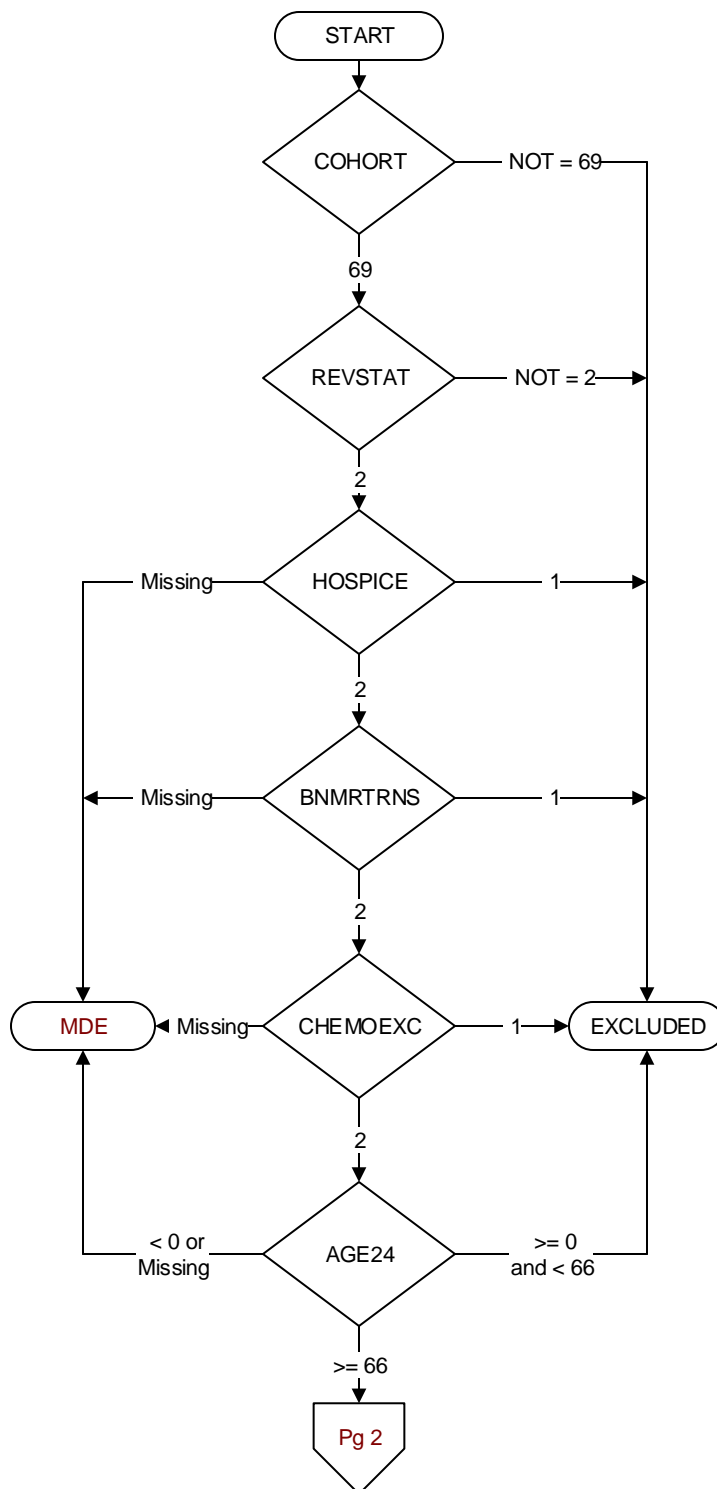 START
COHORT
NOT = 69
69
REVSTAT
NOT = 2
2
Missing
HOSPICE
1
2
Missing
BNMRTRNS
1
2
MDE
Missing
CHEMOEXC
1
EXCLUDED
2
< 0 or
Missing
AGE24
>= 0
and < 66
>= 66
Pg 2